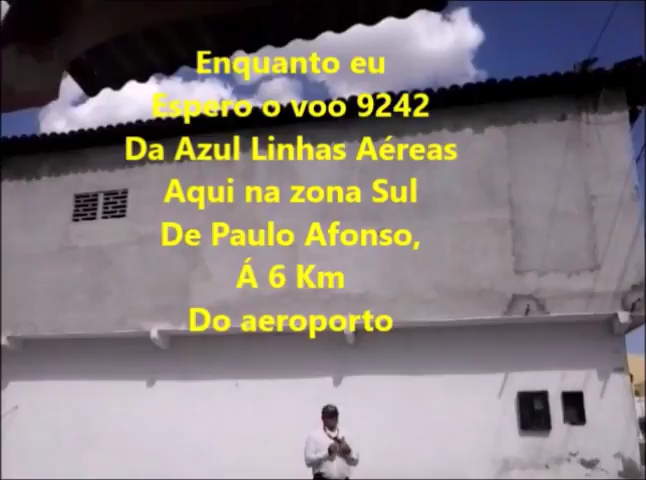 Enquanto eu
Espero o voo 9242
Da Azul Linhas Aéreas
Aqui na zona Sul
De Paulo Afonso,
Á 6 Km
Do aeroporto